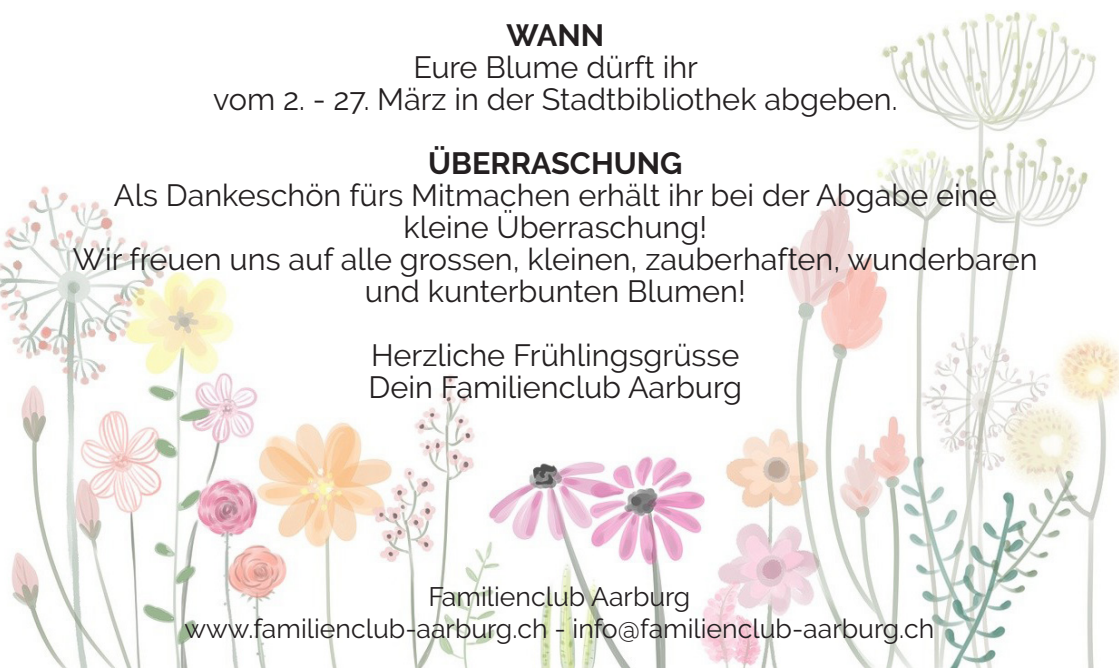 WANN
Eure Blume dürft ihr
vom 2. - 27. März in der Stadtbibliothek abgeben.
ÜBERRASCHUNG
Als Dankeschön fürs Mitmachen erhält ihr bei der Abgabe eine
kleine Überraschung!
Wir freuen uns auf alle grossen, kleinen, zauberhaften, wunderbaren
und kunterbunten Blumen!
Herzliche Frühlingsgrüsse
Dein Familienclub Aarburg
Familienclub Aarburg
www.familienclub-aarburg.ch - info@familienclub-aarburg.ch